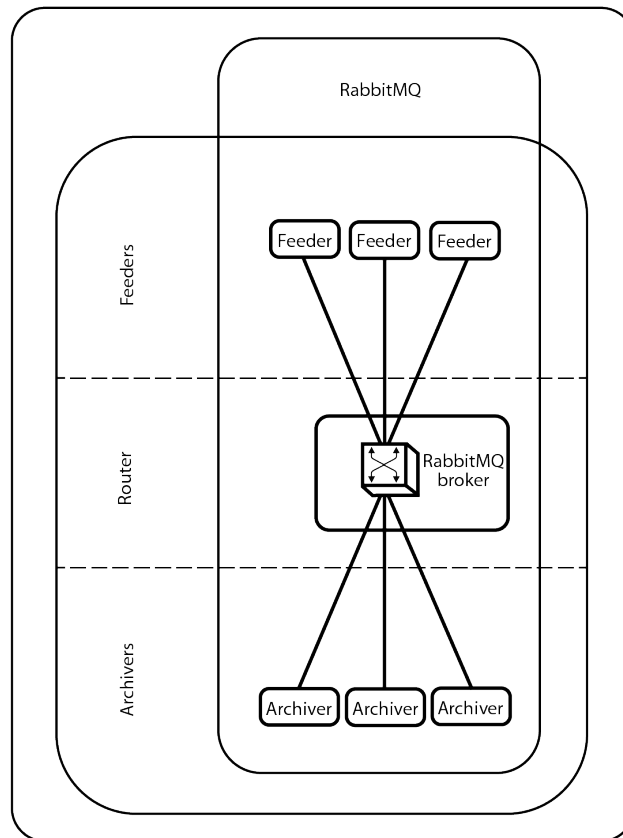 RabbitMQ
Feeders
Feeder Feeder Feeder
Router
RabbitMQ
broker
Archivers
Archiver Archiver Archiver